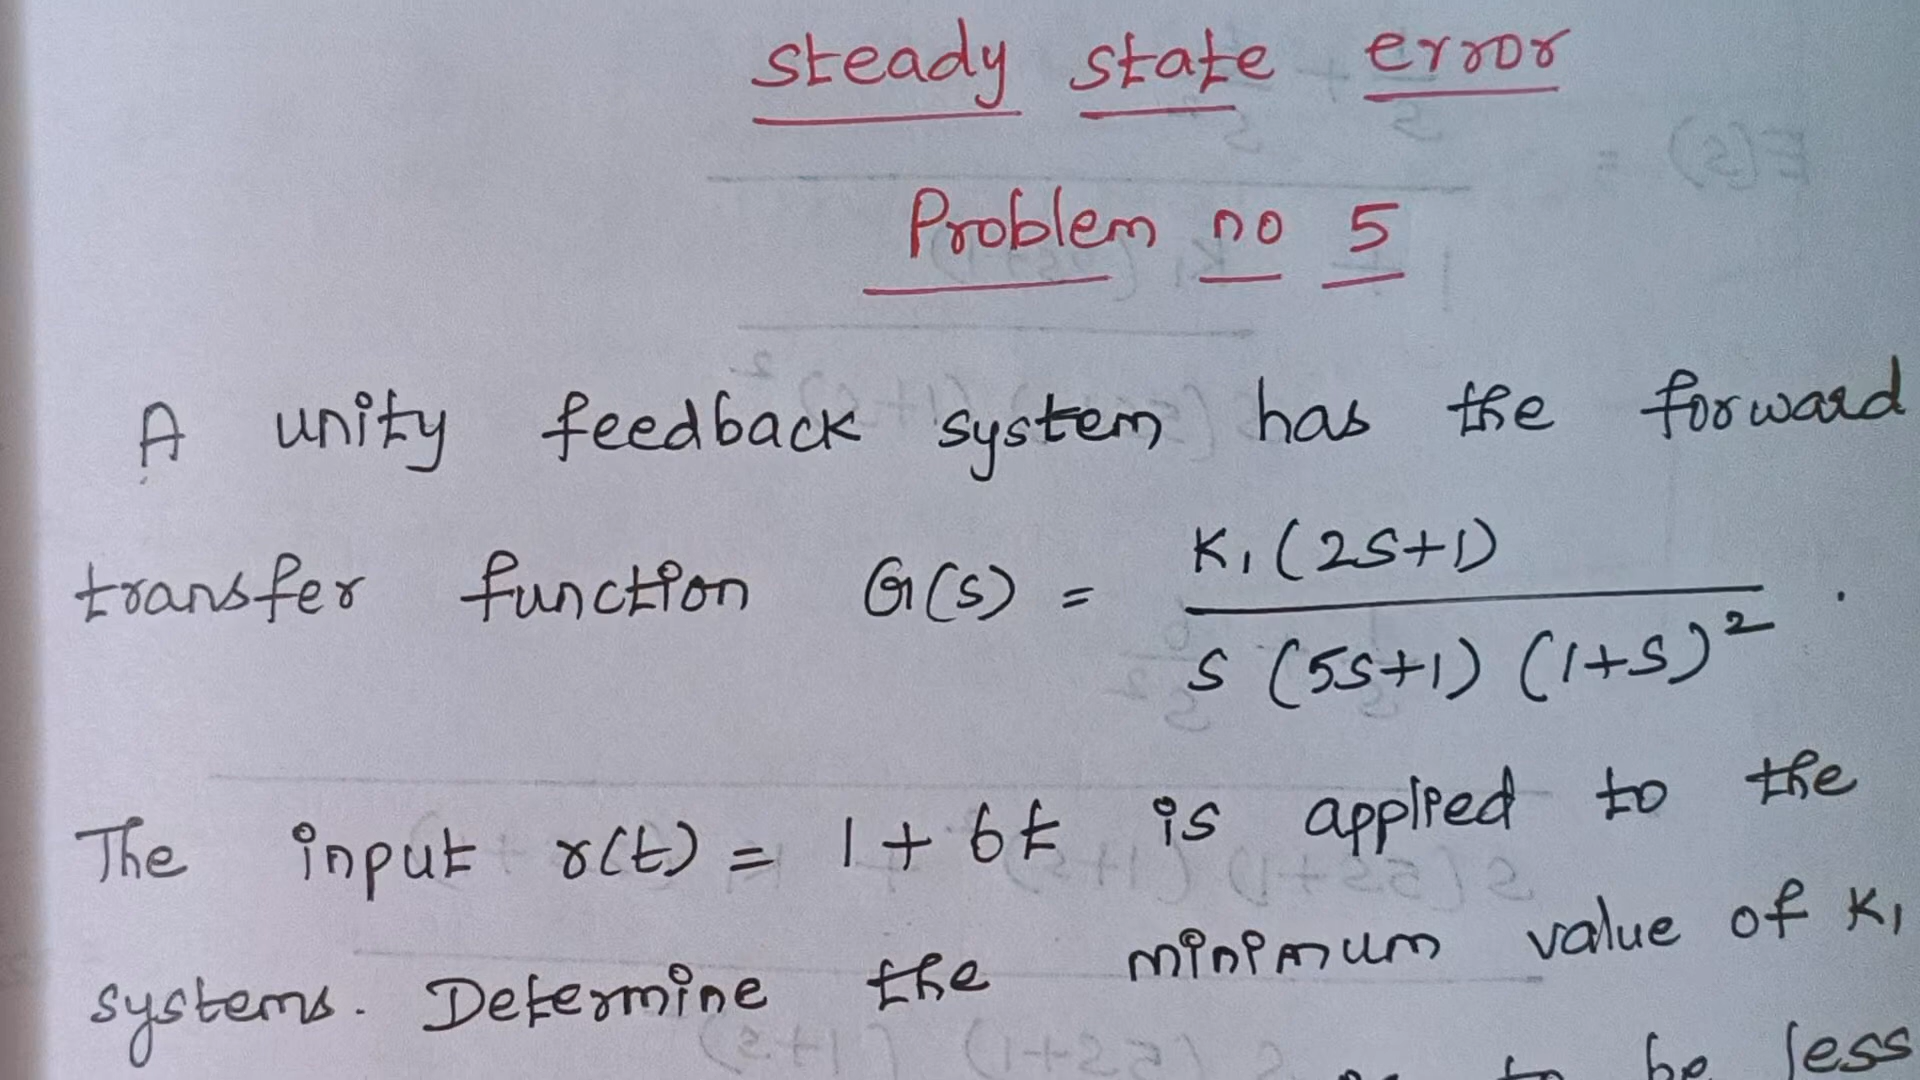 steady state error
Problem no 5
A unity feedback system has the forward
transfer function G(s) = K₁(2S+1) / S (5S+1) (1+S)² .
The input r(t) = 1 + 6t is applied to the
systems. Determine the minimum value of K₁
to be less